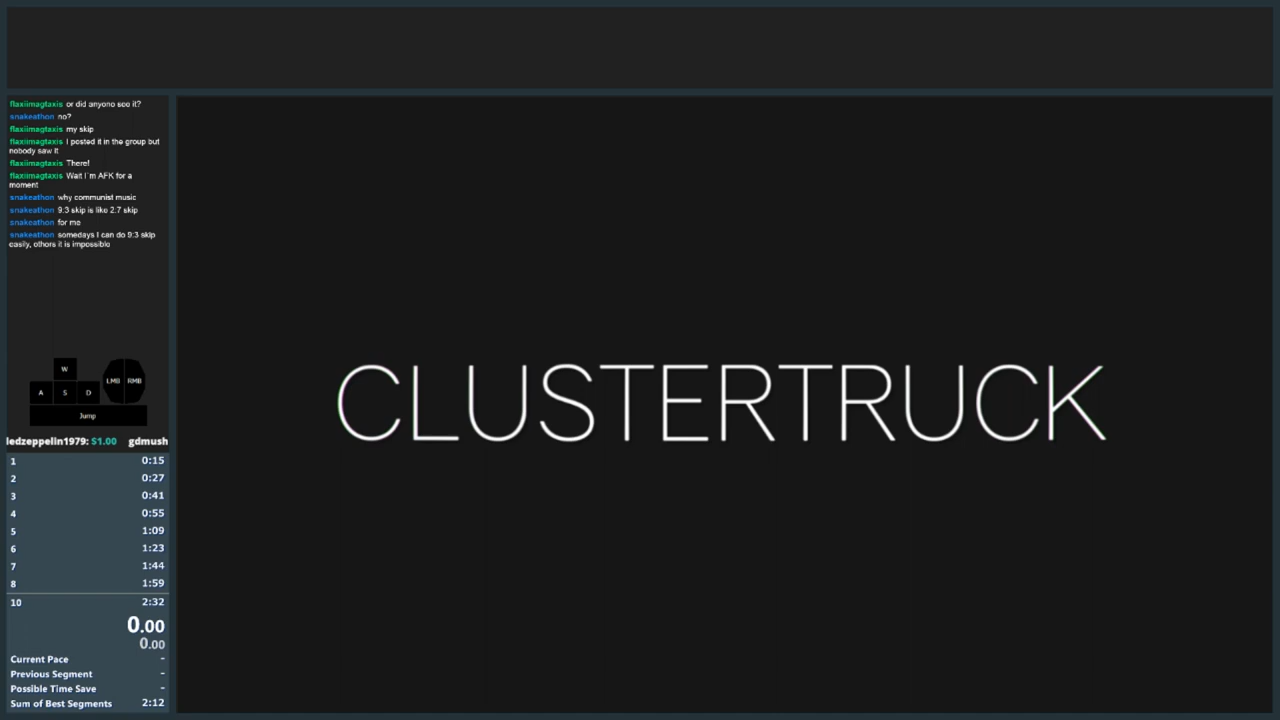 flaxiimagtaxis or did anyone see it?
snakeathon no?
flaxiimagtaxis my skip
flaxiimagtaxis I posted it in the group but
nobody saw it
flaxiimagtaxis There!
flaxiimagtaxis Wait I`m AFK for a
moment
snakeathon why communist music
snakeathon 9:3 skip is like 2.7 skip
snakeathon for me
snakeathon somedays I can do 9:3 skip
easily, others it is impossible
CLUSTERTRUCK
W
A S D LMB RMB
Jump
ledzeppelin1979: $1.00 gdmush
1 0:15
2 0:27
3 0:41
4 0:55
5 1:09
6 1:23
7 1:44
8 1:59
10 2:32
0.00
0.00
Current Pace -
Previous Segment -
Possible Time Save -
Sum of Best Segments 2:12